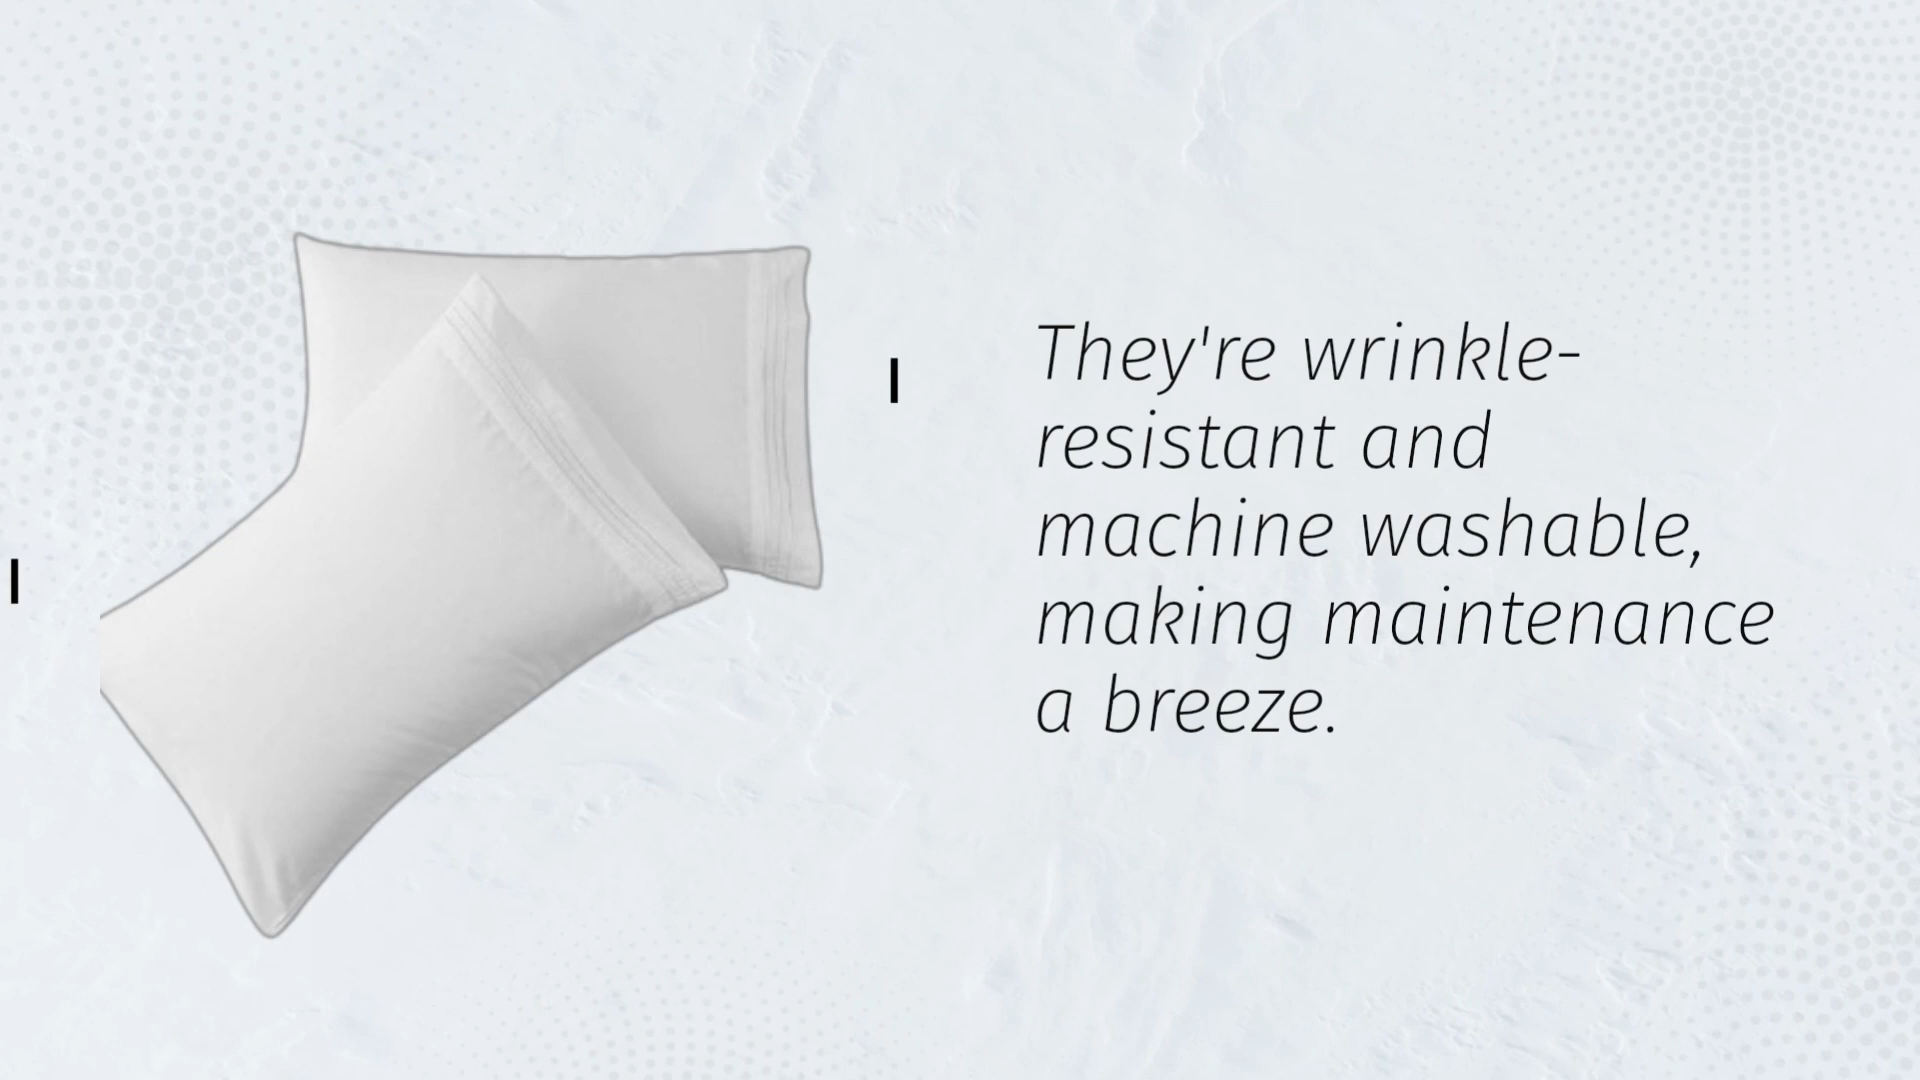 They're wrinkle-
resistant and
machine washable,
making maintenance
a breeze.